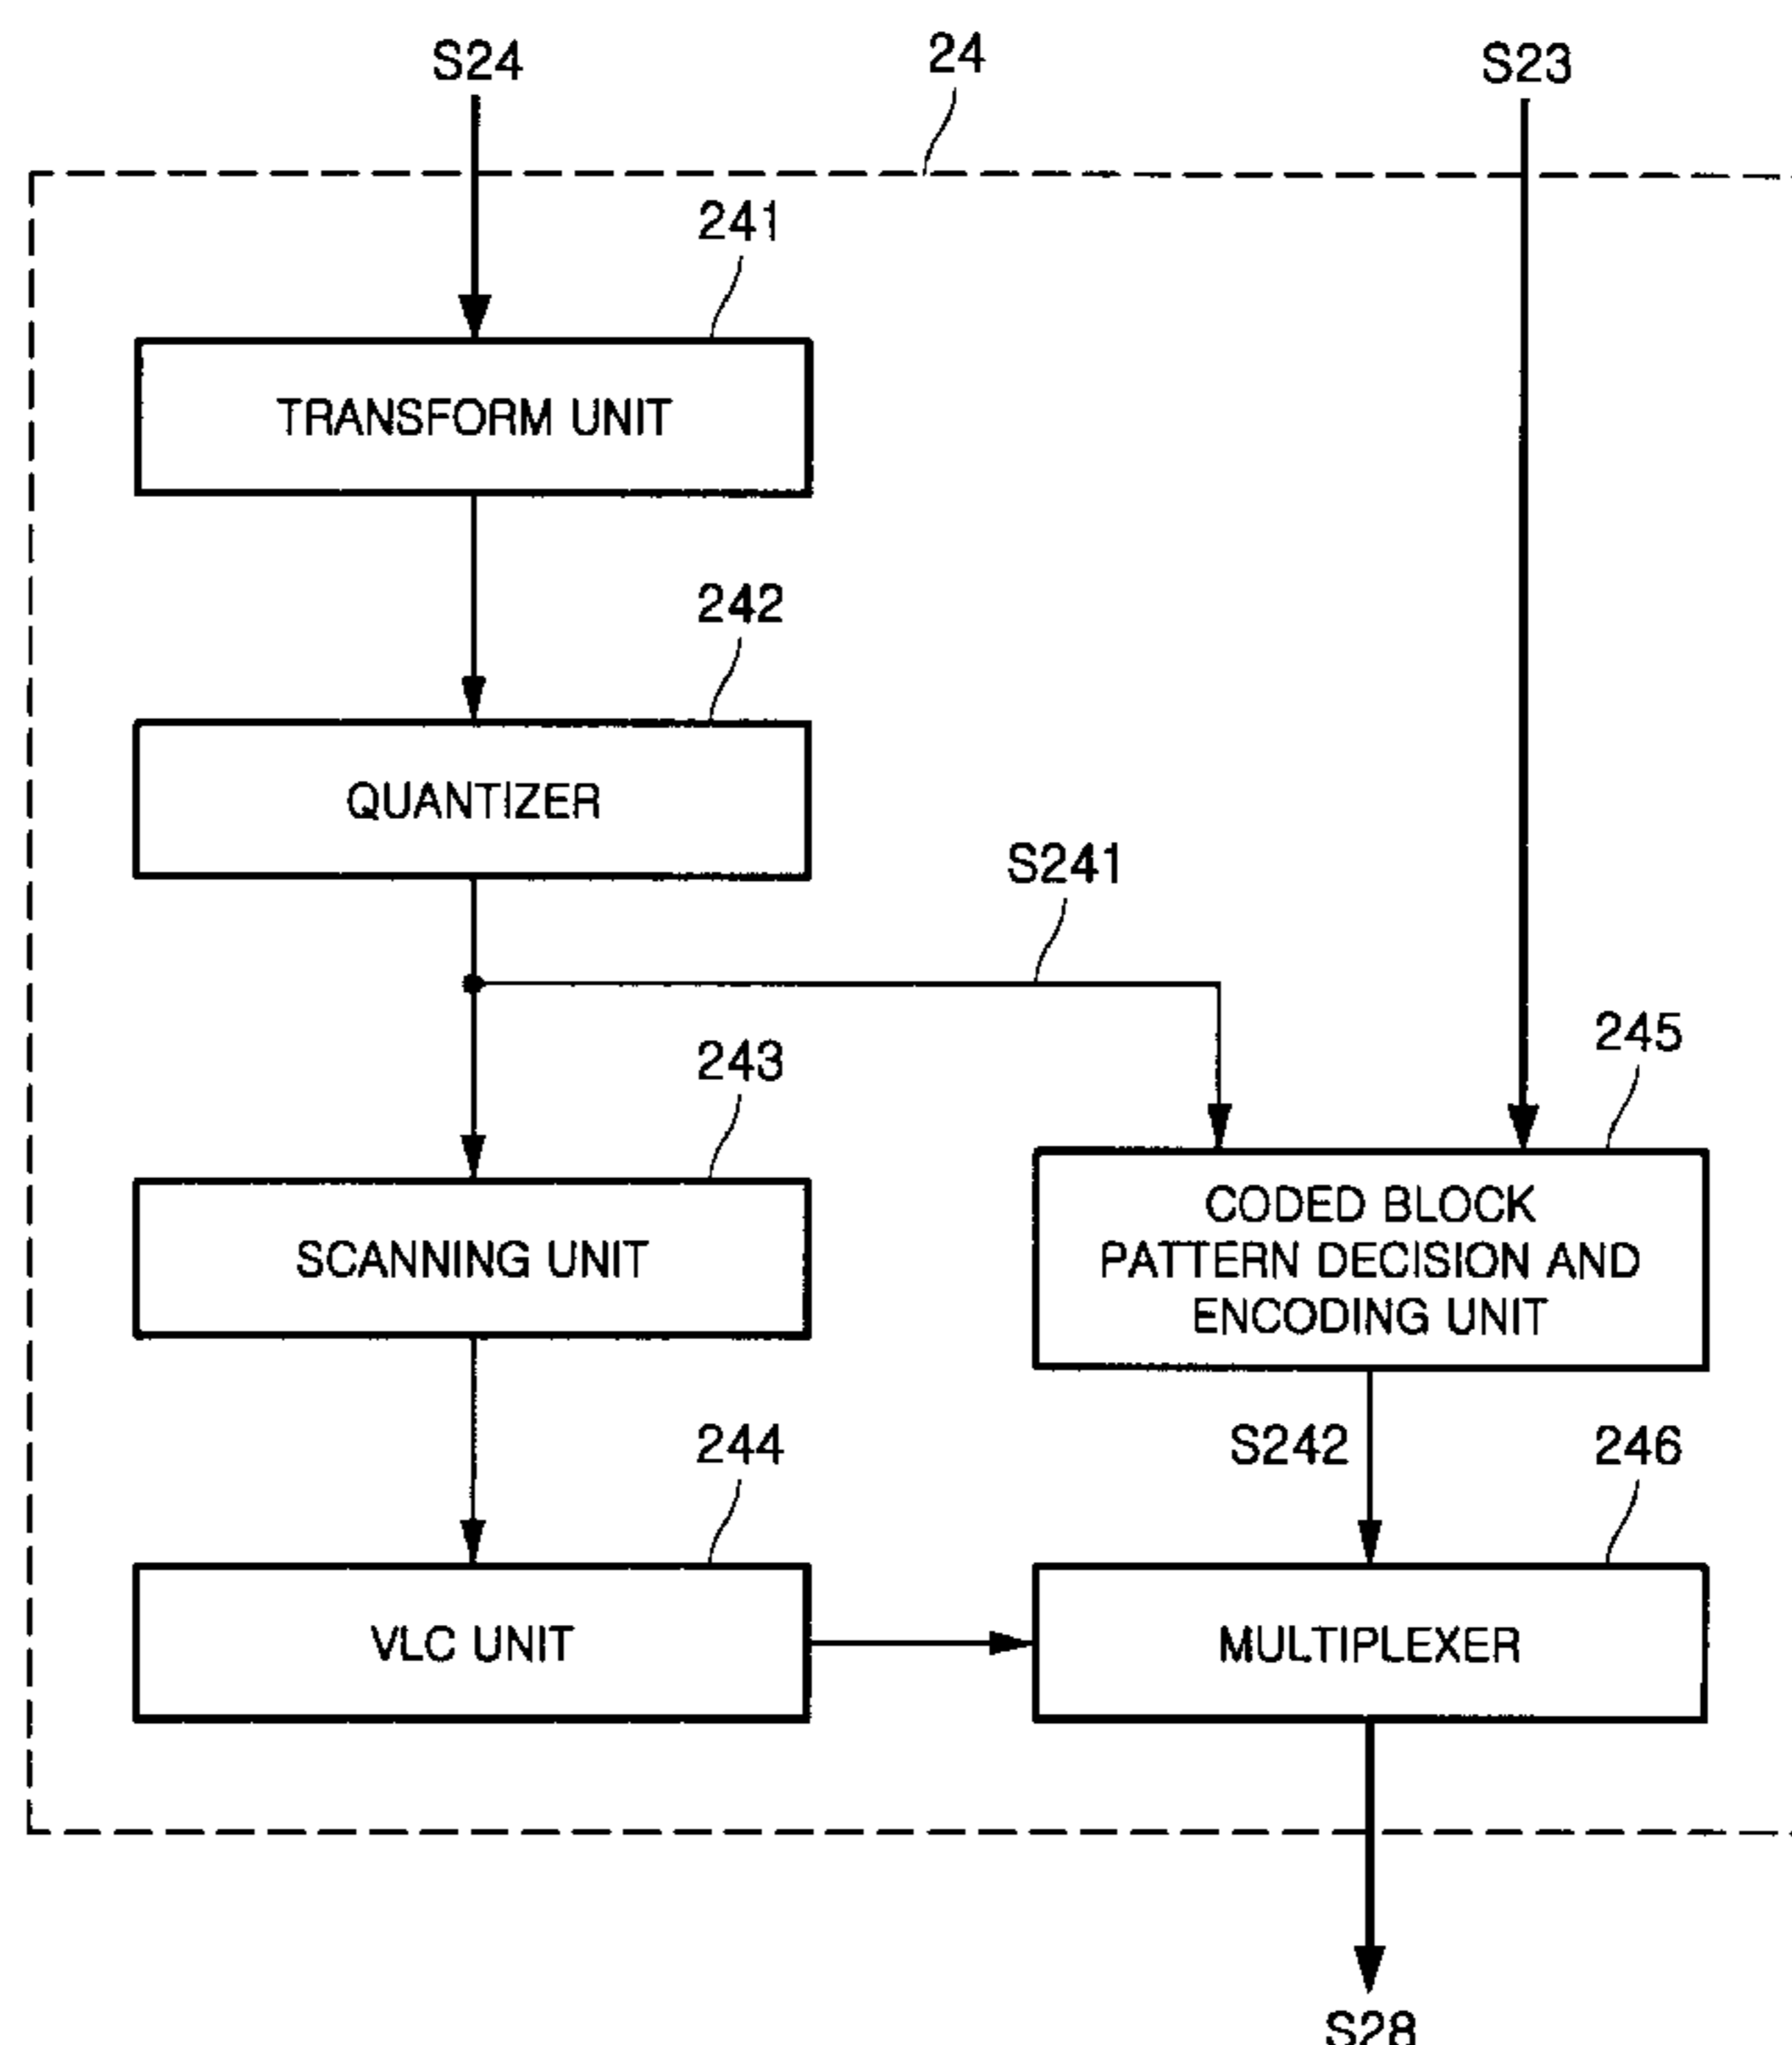 S24
24
S23
241
TRANSFORM UNIT
242
QUANTIZER
S241
243
245
SCANNING UNIT
CODED BLOCK
PATTERN DECISION AND
ENCODING UNIT
244
S242
246
VLC UNIT
MULTIPLEXER
S28